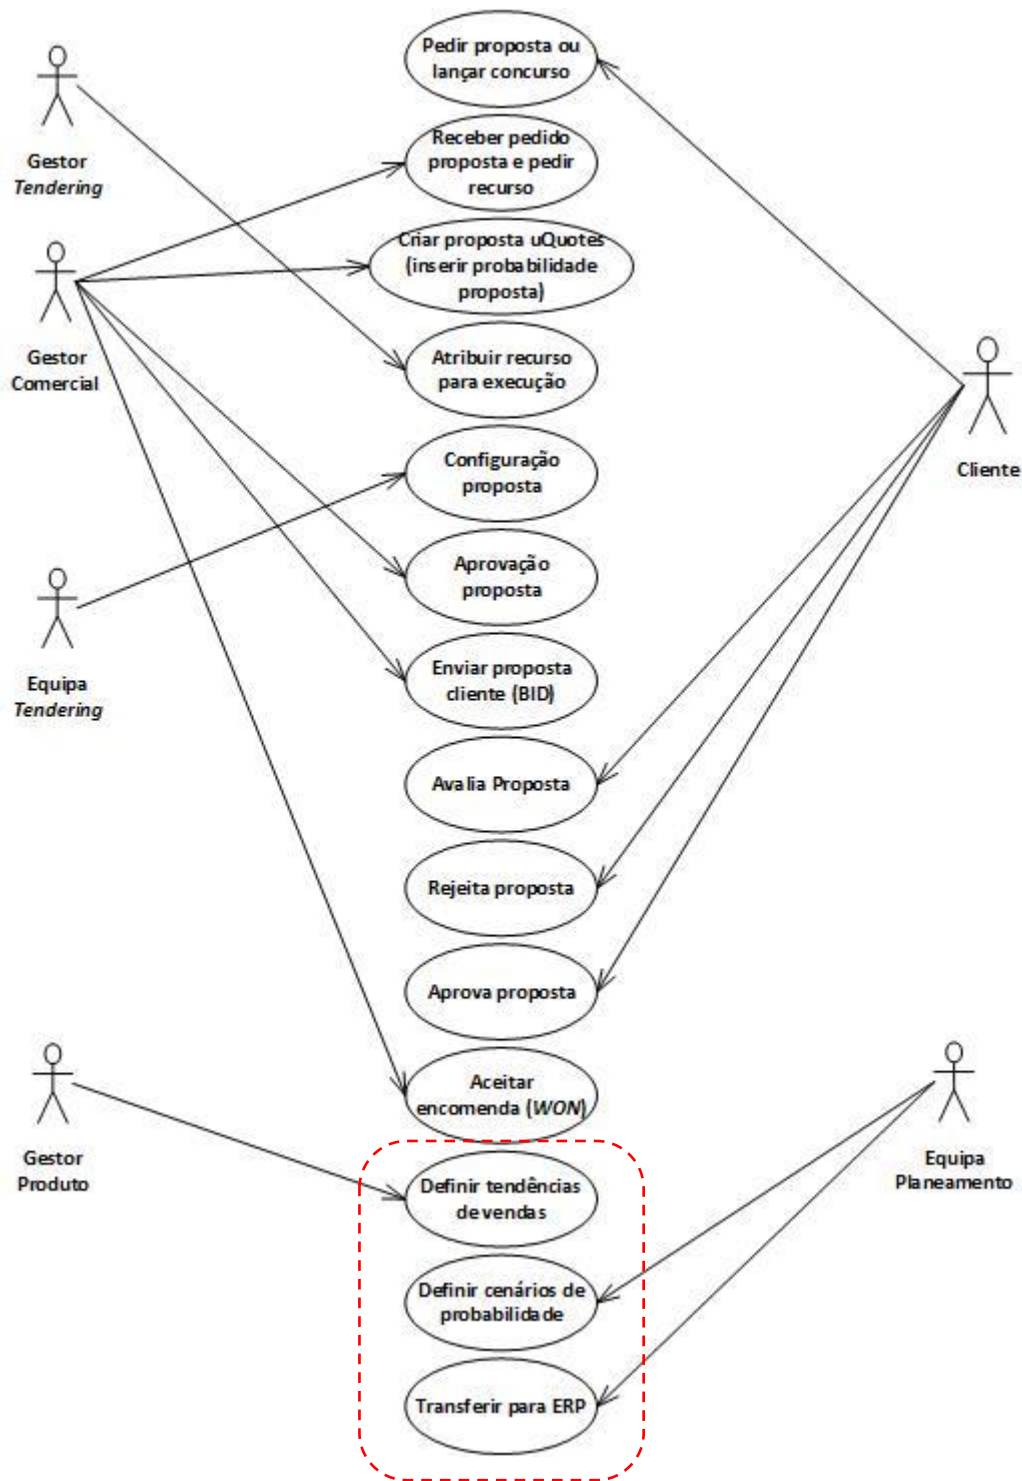 Pedir proposta ou
lançar concurso
Gestor
Tendering
Receber pedido
proposta e pedir
recurso
Criar proposta uQuotes
(inserir probabilidade
proposta)
Gestor
Comercial
Atribuir recurso
para execução
Cliente
Configuração
proposta
Aprovação
proposta
Equipa
Tendering
Enviar proposta
cliente (BID)
Avalia Proposta
Rejeita proposta
Aprova proposta
Aceitar
encomenda (WON)
Gestor
Produto
Equipa
Planeamento
Definir tendências
de vendas
Definir cenários de
probabilidade
Transferir para ERP